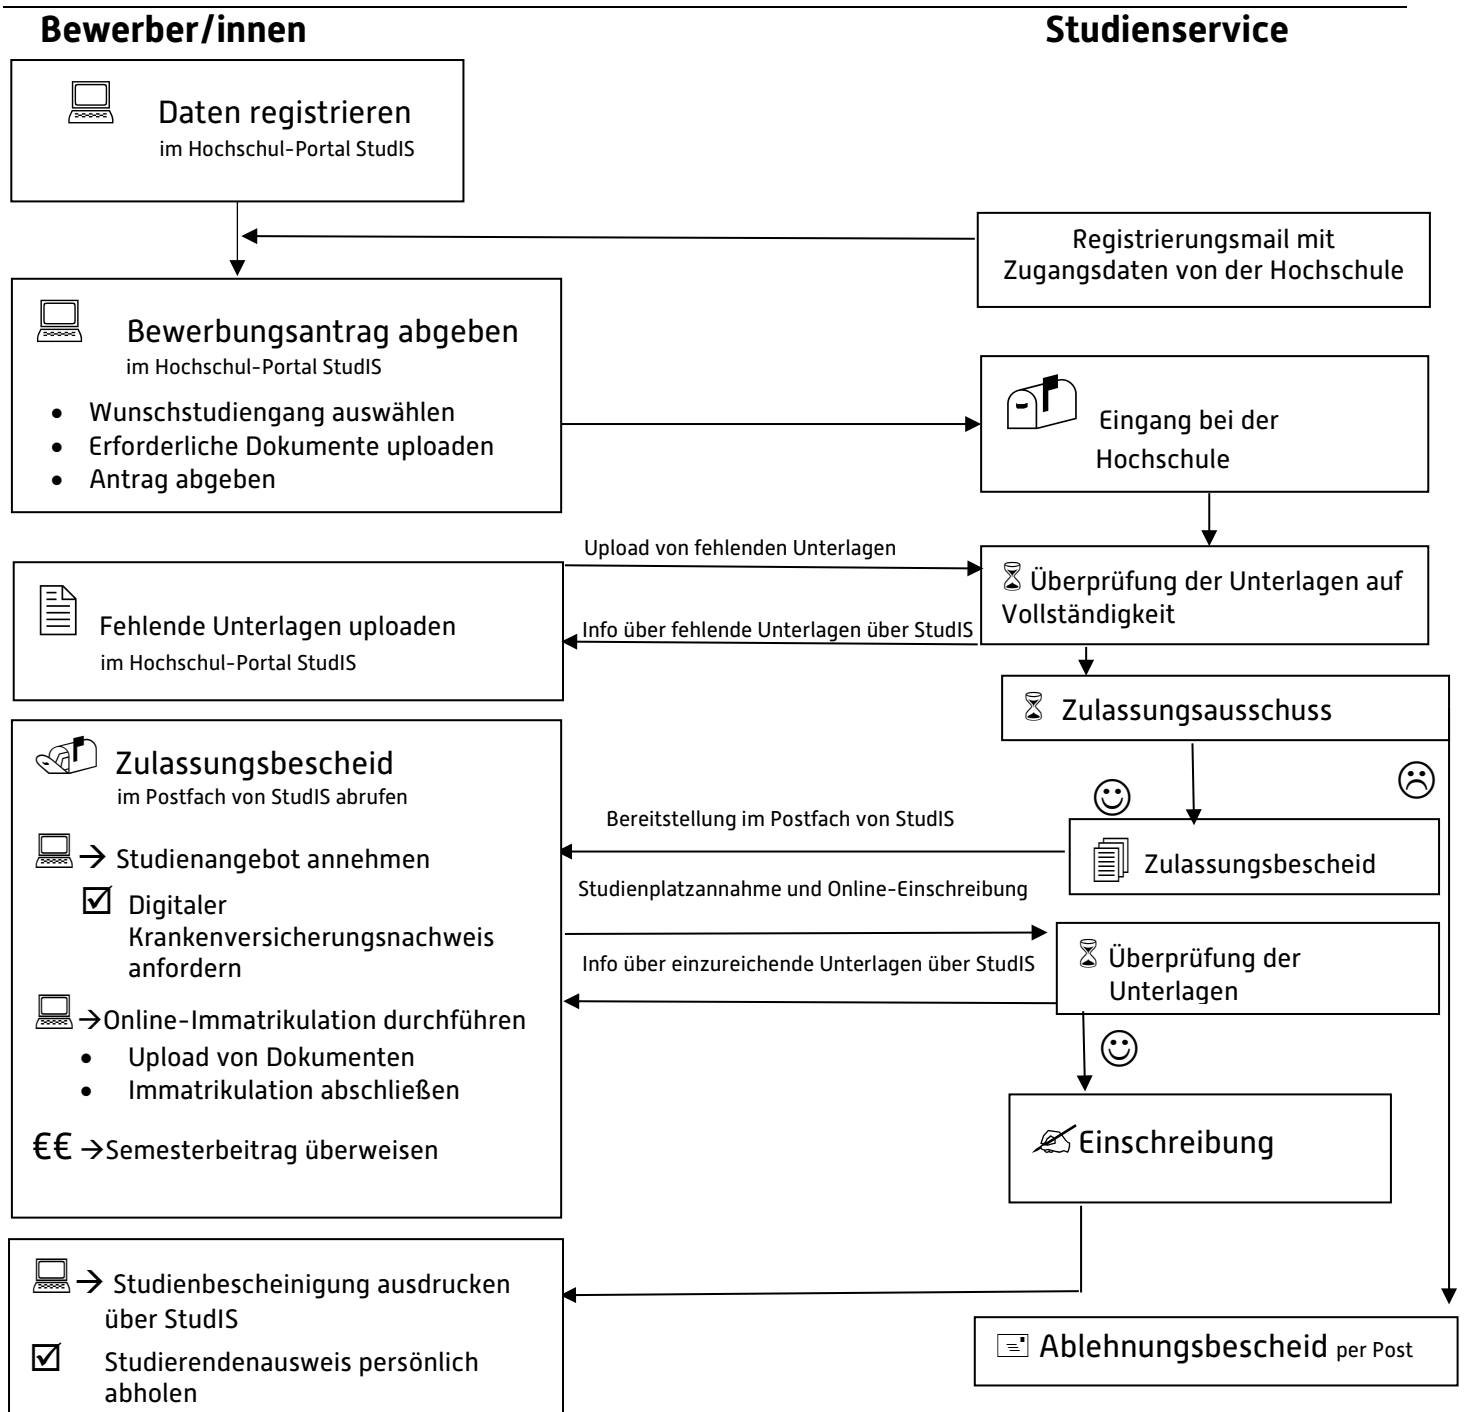 Bewerber/innen
Studienservice
Daten registrieren
im Hochschul-Portal StudIS
Registrierungsmail mit
Zugangsdaten von der Hochschule
Bewerbungsantrag abgeben
im Hochschul-Portal StudIS
• Wunschstudiengang auswählen
• Erforderliche Dokumente uploaden
• Antrag abgeben
Eingang bei der
Hochschule
Upload von fehlenden Unterlagen
Überprüfung der Unterlagen auf
Vollständigkeit
Fehlende Unterlagen uploaden
im Hochschul-Portal StudIS
Info über fehlende Unterlagen über StudIS
Zulassungsausschuss
Zulassungsbescheid
im Postfach von StudIS abrufen
Bereitstellung im Postfach von StudIS
Zulassungsbescheid
→ Studienangebot annehmen
Digitaler
Krankenversicherungsnachweis
anfordern
Studienplatzannahme und Online-Einschreibung
Info über einzureichende Unterlagen über StudIS
Überprüfung der
Unterlagen
→Online-Immatrikulation durchführen
• Upload von Dokumenten
• Immatrikulation abschließen
€€ →Semesterbeitrag überweisen
Einschreibung
→ Studienbescheinigung ausdrucken
über StudIS
Studierendenausweis persönlich
abholen
Ablehnungsbescheid per Post